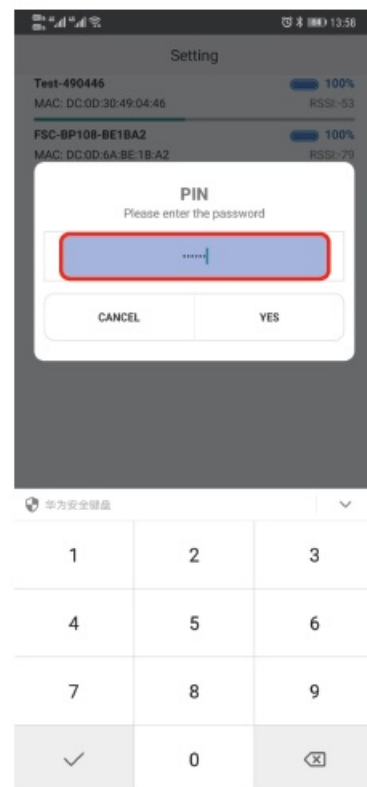 13:58
Setting
Test-490446 100%
MAC: DC:0D:30:49:04:46 RSSI:-53
FSC-BP108-BE1BA2 100%
MAC: DC:0D:6A:BE:1B:A2 RSSI:-79
PIN
Please enter the password
······
CANCEL YES
华为安全键盘
1 2 3
4 5 6
7 8 9
0